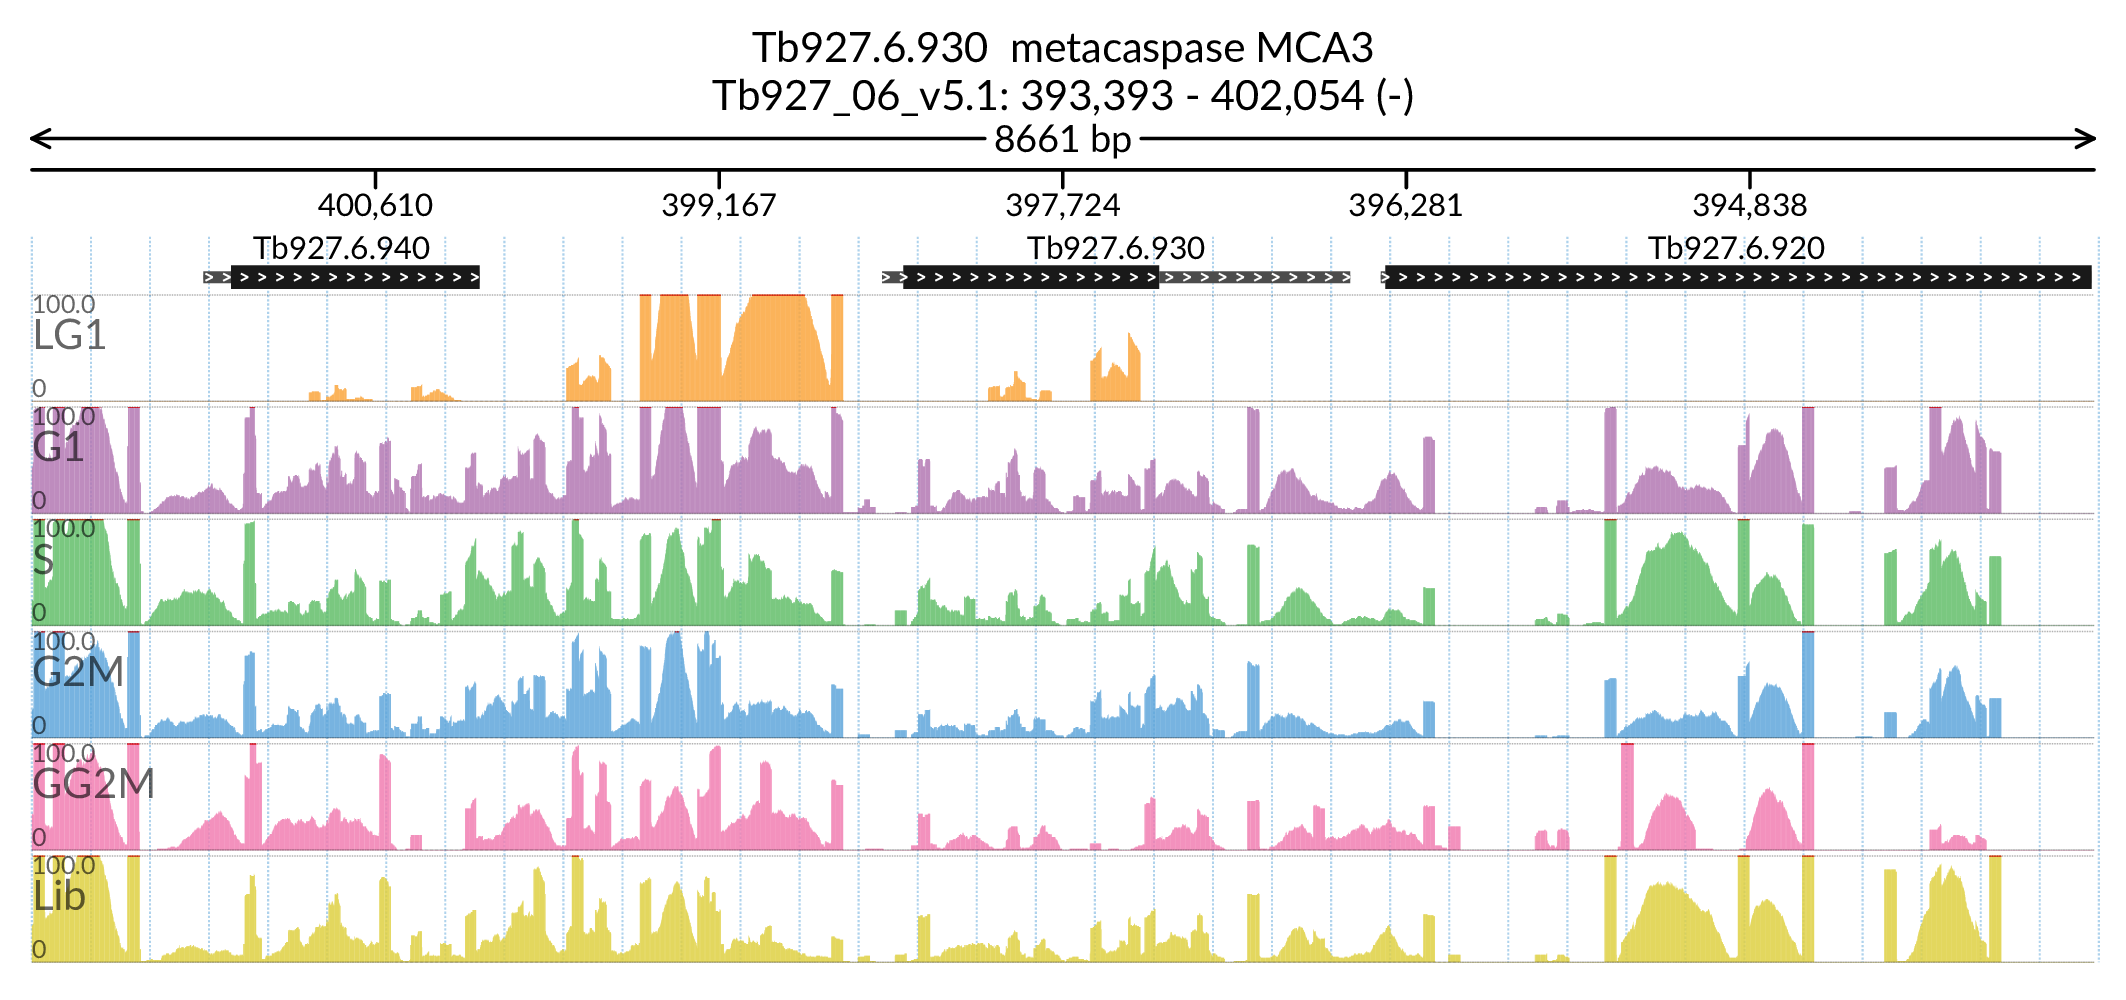 Tb927.6.930  metacaspase MCA3
Tb927_06_v5.1: 393,393 - 402,054 (-)
8661 bp
400,610 399,167 397,724 396,281 394,838
Tb927.6.940 Tb927.6.930 Tb927.6.920
100.0
LG1
0
100.0
G1
0
100.0
S
0
100.0
G2M
0
100.0
GG2M
0
100.0
Lib
0